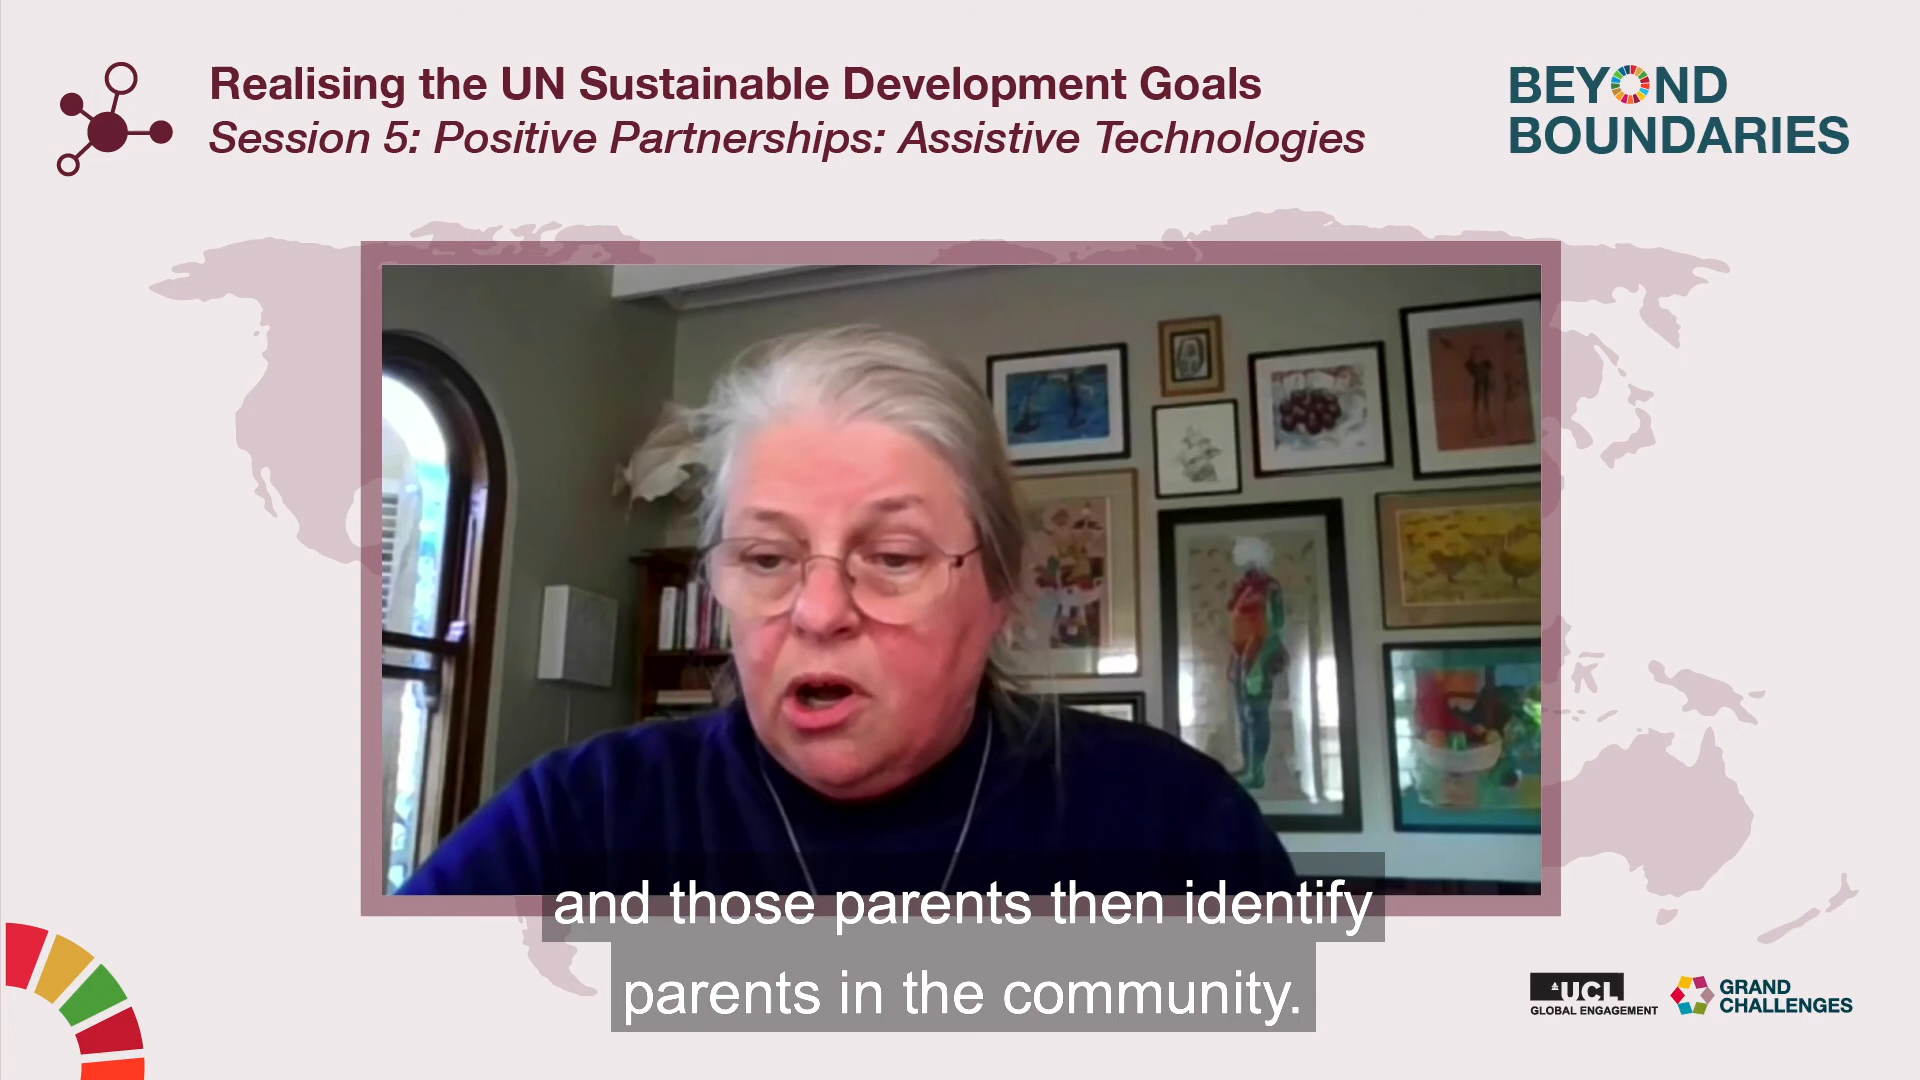 Realising the UN Sustainable Development Goals
Session 5: Positive Partnerships: Assistive Technologies
BEYOND
BOUNDARIES
and those parents then identify
parents in the community.
UCL
GLOBAL ENGAGEMENT
GRAND
CHALLENGES